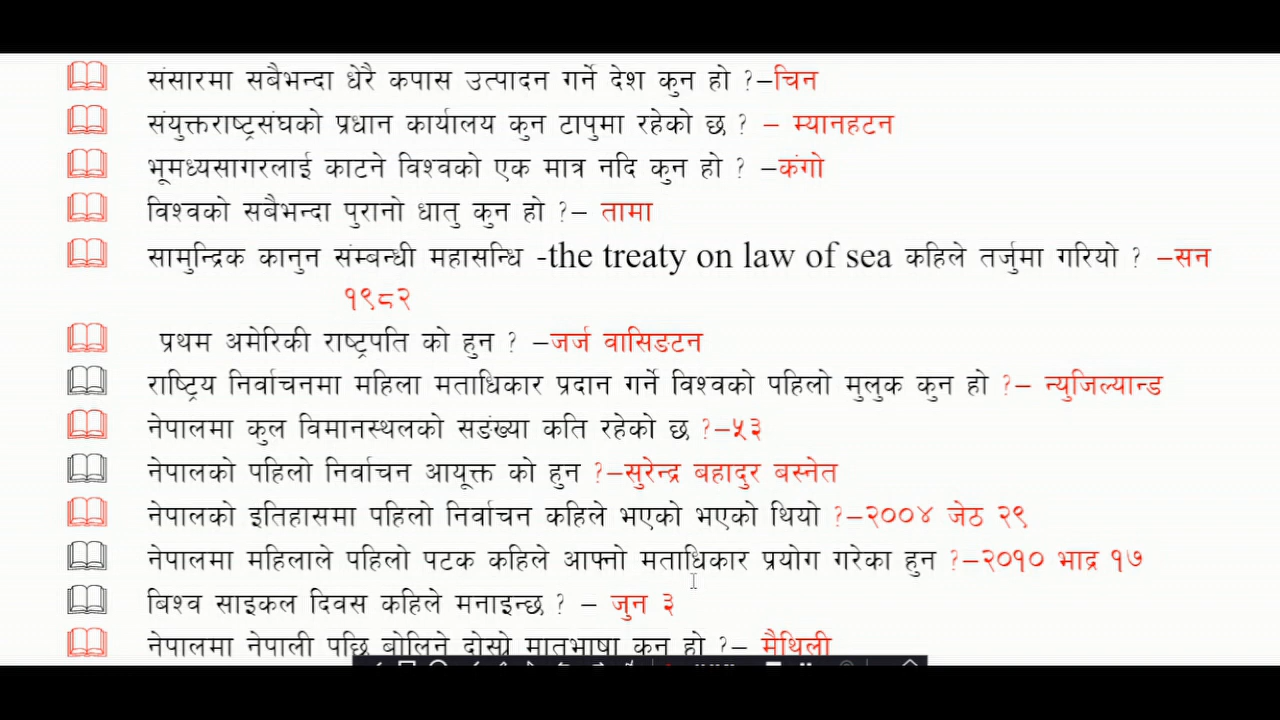 संसारमा सबैभन्दा धेरै कपास उत्पादन गर्ने देश कुन हो ?–चिन
संयुक्तराष्ट्रसंघको प्रधान कार्यालय कुन टापुमा रहेको छ ? – म्यानहटन
भूमध्यसागरलाई काटने विश्वको एक मात्र नदि कुन हो ? –कंगो
विश्वको सबैभन्दा पुरानो धातु कुन हो ?– तामा
सामुन्द्रिक कानुन संम्बन्धी महासन्धि -the treaty on law of sea कहिले तर्जुमा गरियो ? –सन
१९८२
प्रथम अमेरिकी राष्ट्रपति को हुन ? –जर्ज वासिङटन
राष्ट्रिय निर्वाचनमा महिला मताधिकार प्रदान गर्ने विश्वको पहिलो मुलुक कुन हो ?– न्युजिल्यान्ड
नेपालमा कुल विमानस्थलको सङंख्या कति रहेको छ ?–५३
नेपालको पहिलो निर्वाचन आयूक्त को हुन ?–सुरेन्द्र बहादुर बस्नेत
नेपालको इतिहासमा पहिलो निर्वाचन कहिले भएको भएको थियो ?–२००४ जेठ २९
नेपालमा महिलाले पहिलो पटक कहिले आफ्नो मताधिकार प्रयोग गरेका हुन ?–२०१० भाद्र १७
बिश्व साइकल दिवस कहिले मनाइन्छ ? – जुन ३
नेपालमा नेपाली पछि बोलिने दोस्रो मातृभाषा कुन हो ?– मैथिली